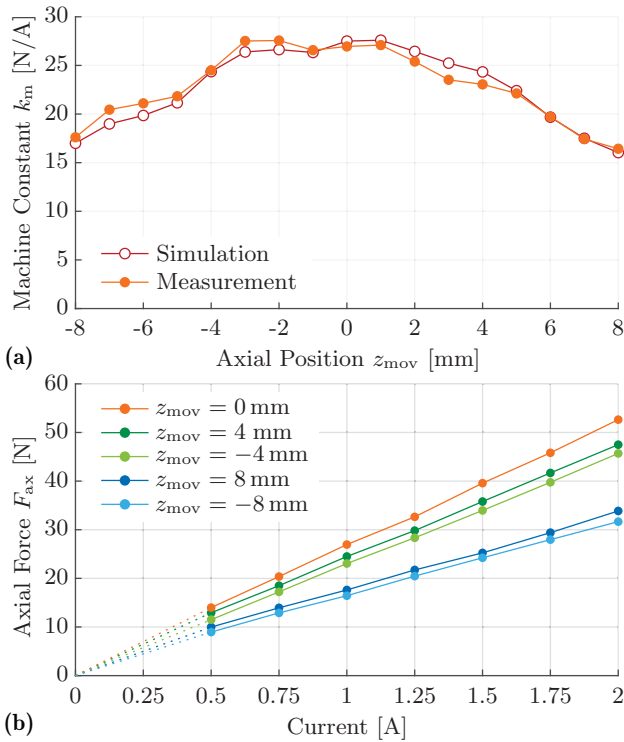 30
25
20
15
10
5
0
Machine Constant kₘ [N/A]
Simulation
Measurement
-8 -6 -4 -2 0 2 4 6 8
(a) Axial Position z_mov [mm]
60
50
40
30
20
10
0
Axial Force F_ax [N]
z_mov = 0 mm
z_mov = 4 mm
z_mov = −4 mm
z_mov = 8 mm
z_mov = −8 mm
0 0.25 0.5 0.75 1 1.25 1.5 1.75 2
(b) Current [A]